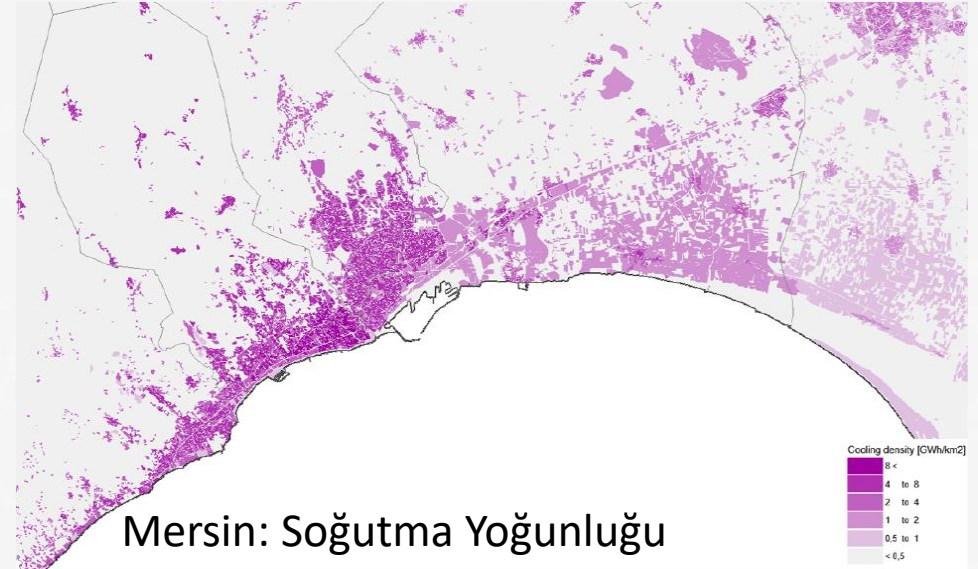 Cooling density [GWh/km2]
8 <
4 to 8
2 to 4
1 to 2
0,5 to 1
< 0,5
Mersin: Soğutma Yoğunluğu